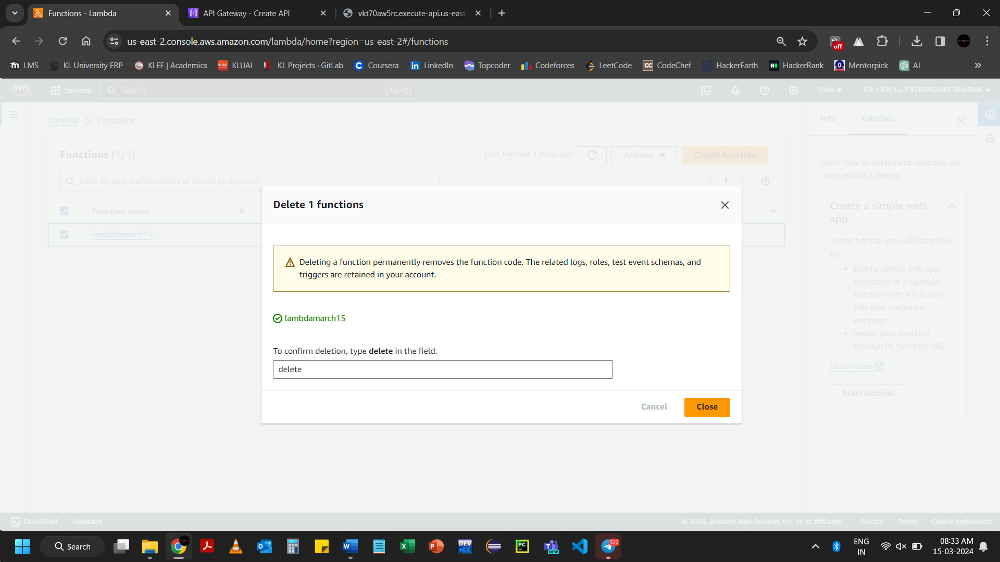 Functions - Lambda
API Gateway - Create API
vkt70aw5rc.execute-api.us-east
us-east-2.console.aws.amazon.com/lambda/home?region=us-east-2#/functions
off
LMS
KL University ERP
KLEF | Academics
KLUAI
KLUAI
KL Projects · GitLab
Coursera
LinkedIn
Topcoder
Codeforces
LeetCode
CC
CodeChef
HackerEarth
HackerRank
Mentorpick
AI
aws
Services
Search
[Alt+S]
Ohio
S V J S N S L P KHOWSHIKK SHARMA
Lambda
Functions
Info
Tutorials
Functions (1/1)
Last fetched 1 hour ago
Actions
Create function
Filter by tags and attributes or search by keyword
1
Function name
lambdamarch15
Delete 1 functions
Deleting a function permanently removes the function code. The related logs, roles, test event schemas, and
triggers are retained in your account.
lambdamarch15
To confirm deletion, type delete in the field.
delete
Cancel
Close
Learn how to implement common use
cases in AWS Lambda.
Create a simple web
app
In this tutorial you will learn how
to:
• Build a simple web app,
consisting of a Lambda
function with a function
URL that outputs a
webpage
• Invoke your function
through its function URL
Learn more
Start tutorial
CloudShell
Feedback
© 2024, Amazon Web Services, Inc. or its affiliates.
Privacy
Terms
Cookie preferences
Search
DEV
PC
NEW
522
ENG
IN
08:33 AM
15-03-2024